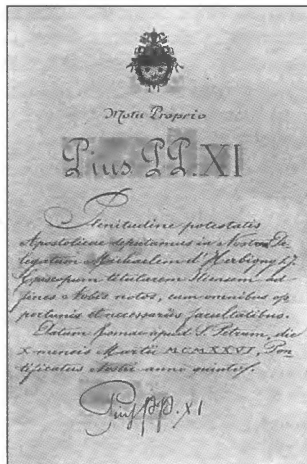 Motu Proprio
Pius PP. XI
Plenitudine potestatis
Apostolicae deputamus in Nostrum De
legatum Michaelem d'Herbigny S.J.
Episcopum titularem Iliensem ad
fines Nobis notos, cum omnibus op
portunis et necessariis facultatibus.
Datum Romae apud S. Petrum, die
X mensis Martii MCMXXVI, Pon
tificatus Nostri anno quinto.
Pius pp. XI